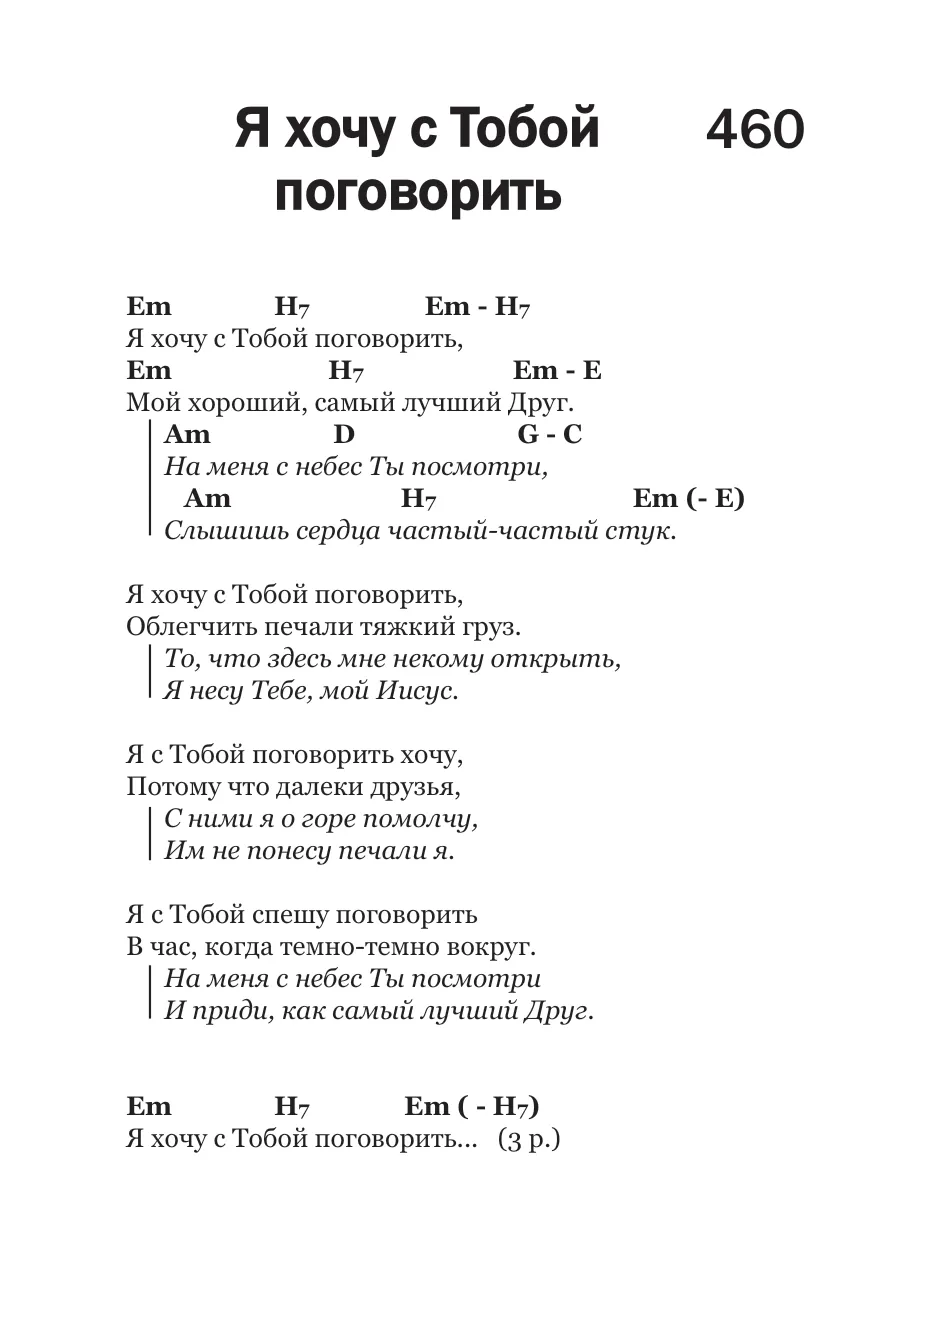 Я хочу с Тобой 460
поговорить
Em H7 Em - H7
Я хочу с Тобой поговорить,
Em H7 Em - E
Мой хороший, самый лучший Друг.
Am D G - C
На меня с небес Ты посмотри,
Am H7 Em (- E)
Слышишь сердца частый-частый стук.
Я хочу с Тобой поговорить,
Облегчить печали тяжкий груз.
То, что здесь мне некому открыть,
Я несу Тебе, мой Иисус.
Я с Тобой поговорить хочу,
Потому что далеки друзья,
С ними я о горе помолчу,
Им не понесу печали я.
Я с Тобой спешу поговорить
В час, когда темно-темно вокруг.
На меня с небес Ты посмотри
И приди, как самый лучший Друг.
Em H7 Em ( - H7)
Я хочу с Тобой поговорить... (3 р.)